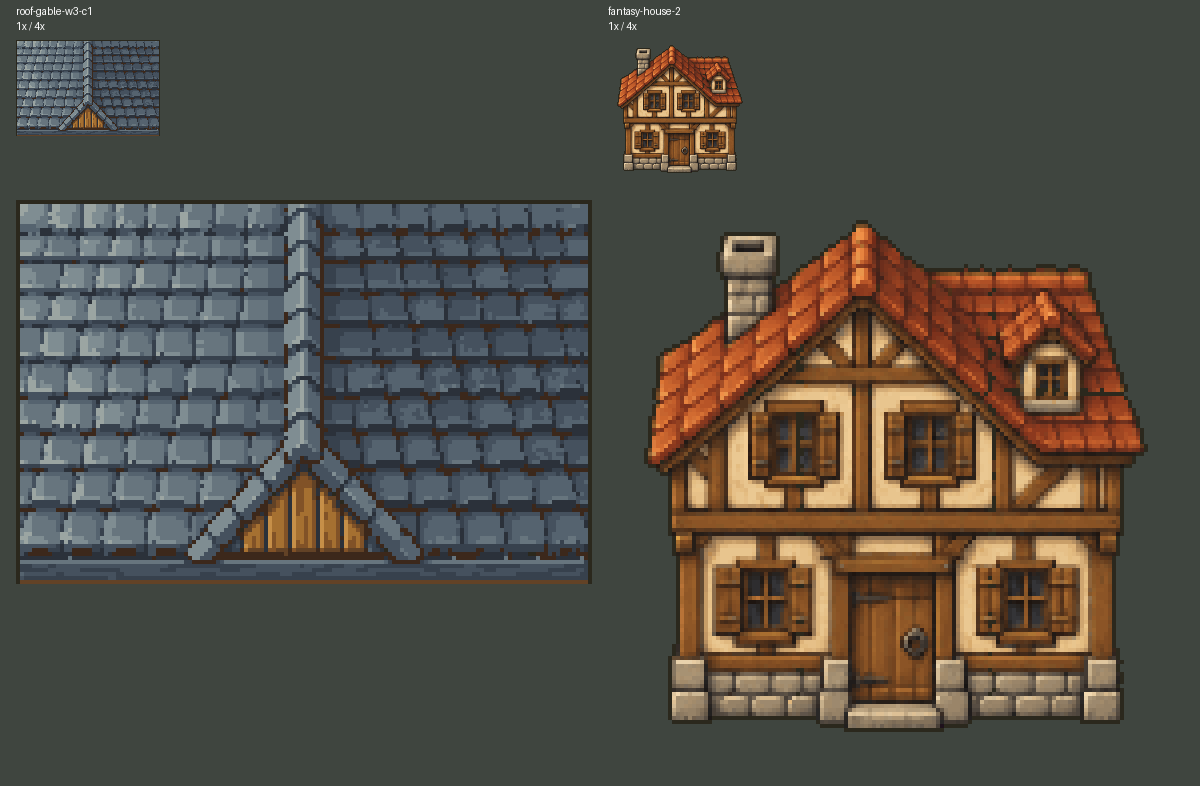 roof-gable-w3-c1
1x / 4x
fantasy-house-2
1x / 4x